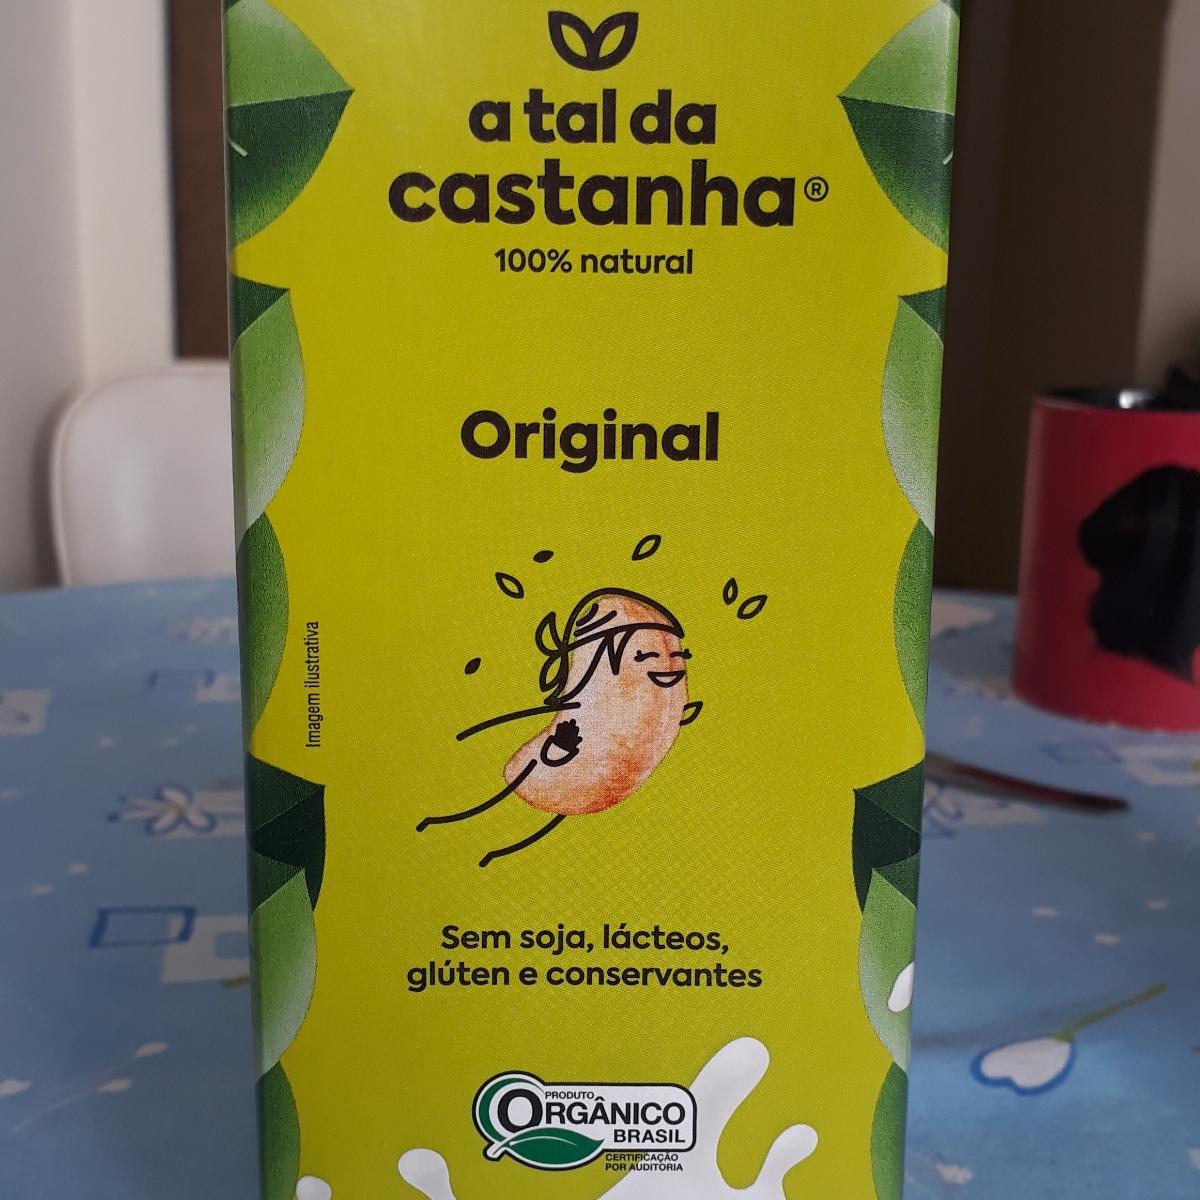 a tal da
castanha®
100% natural
Original
Imagem ilustrativa
Sem soja, lácteos,
glúten e conservantes
PRODUTO
ORGÂNICO
BRASIL
CERTIFICAÇÃO
POR AUDITORIA